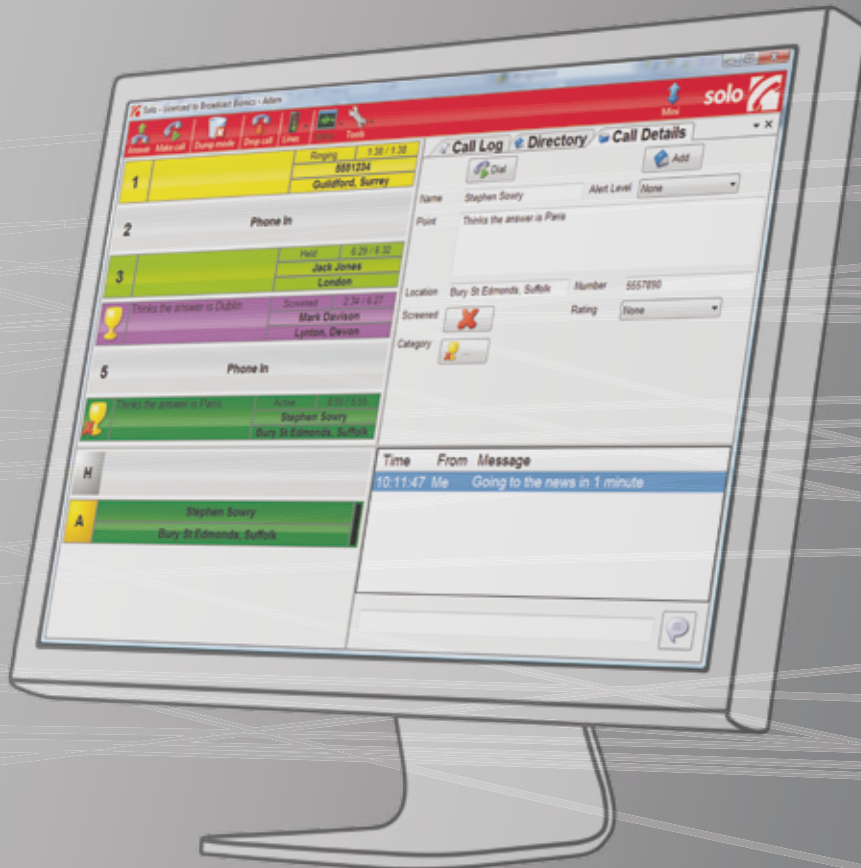 Solo - Licensed to Broadcast Bionics - Adam
solo
Mini
Answer Make call Dump mode Drop call Lines Tools
Call Log Directory Call Details
Dial Add
1 Ringing 1:38 / 1:38
5551234
Guildford, Surrey
2 Phone In
3 Held 6:29 / 6:32
Jack Jones
London
Thinks the answer is Dublin Screened 2:34 / 6:27
Mark Davison
Lynton, Devon
5 Phone In
Thinks the answer is Paris Active
Stephen Sowry
Bury St Edmonds, Suffolk
H
A Stephen Sowry
Bury St Edmonds, Suffolk
Name Stephen Sowry Alert Level None
Point Thinks the answer is Paris
Location Bury St Edmonds, Suffolk Number 5557890
Screened Rating None
Category ...
Time From Message
10:11:47 Me Going to the news in 1 minute